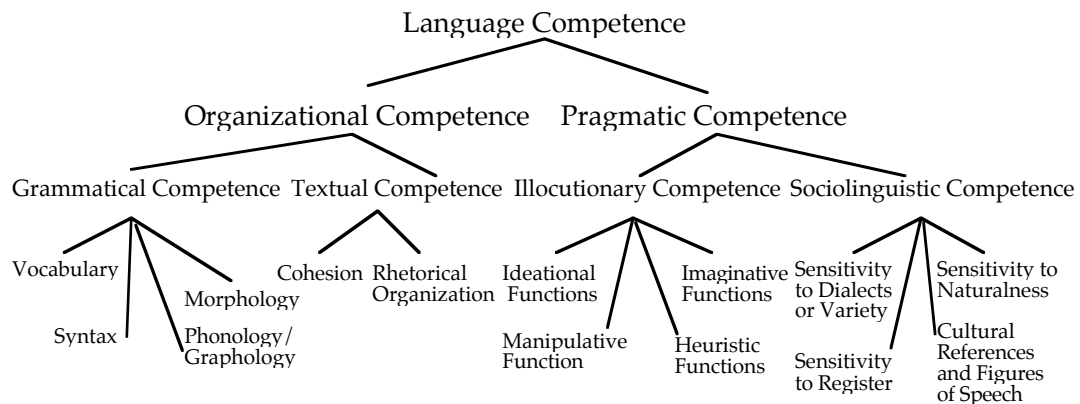 Language Competence
Organizational Competence Pragmatic Competence
Grammatical Competence Textual Competence Illocutionary Competence Sociolinguistic Competence
Vocabulary
Syntax
Morphology
Phonology/
Graphology
Cohesion
Rhetorical
Organization
Ideational
Functions
Manipulative
Function
Imaginative
Functions
Heuristic
Functions
Sensitivity
to Dialects
or Variety
Sensitivity
to Register
Sensitivity to
Naturalness
Cultural
References
and Figures
of Speech